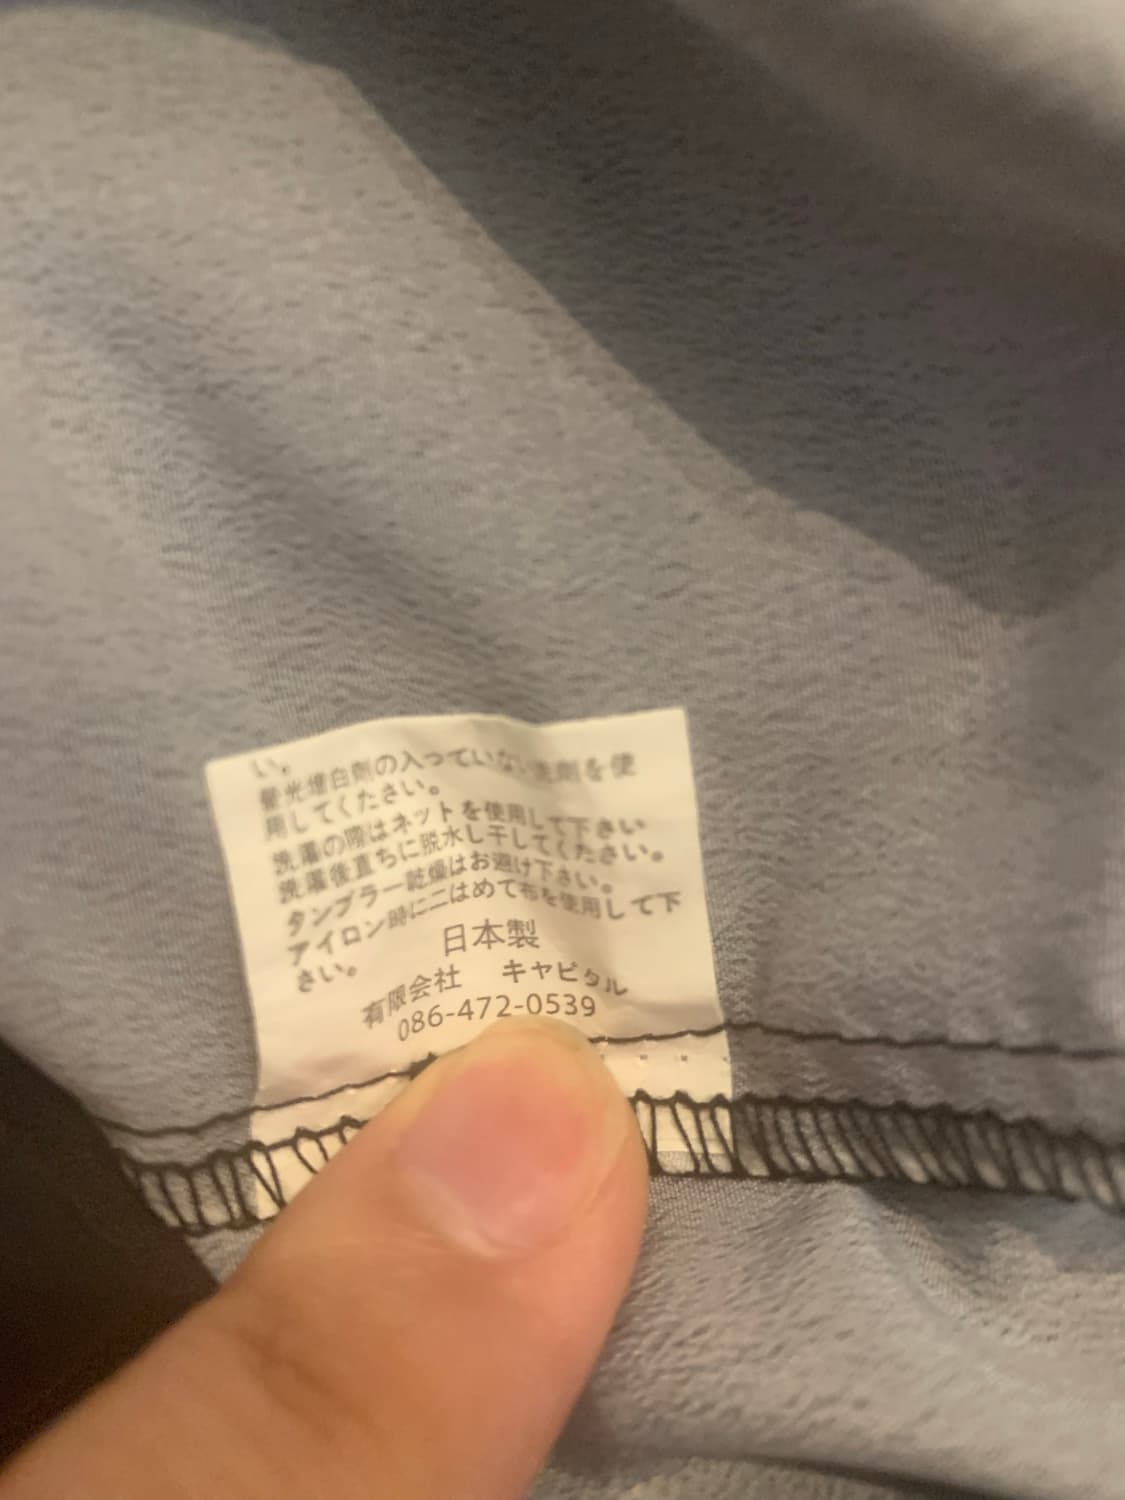 い。
蛍光増白剤の入っていない洗剤を使
用してください。
洗濯の際はネットを使用して下さい
洗濯後直ちに脱水し干してください。
タンブラー乾燥はお避け下さい。
アイロン時に二はめて布を使用して下
さい。
日本製
有限会社 キャピタル
086-472-0539